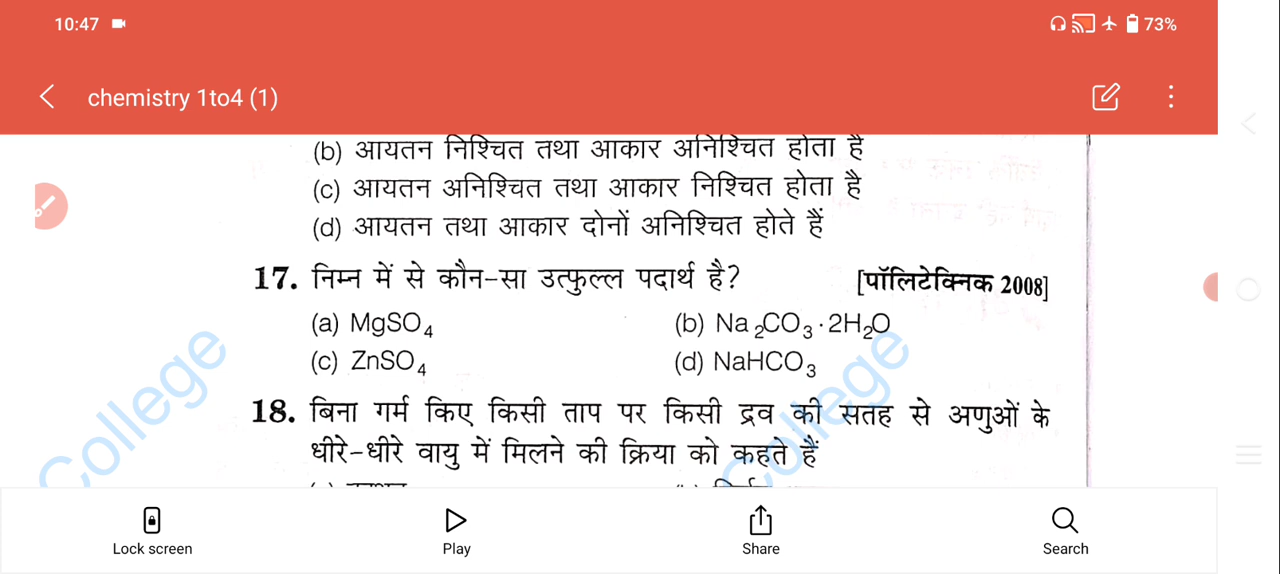 10:47 73%
chemistry 1to4 (1)
(b) आयतन निश्चित तथा आकार अनिश्चित होता है
(c) आयतन अनिश्चित तथा आकार निश्चित होता है
(d) आयतन तथा आकार दोनों अनिश्चित होते हैं
17. निम्न में से कौन-सा उत्फुल्ल पदार्थ है? [पॉलिटेक्निक 2008]
(a) MgSO₄ (b) Na₂CO₃·2H₂O
(c) ZnSO₄ (d) NaHCO₃
18. बिना गर्म किए किसी ताप पर किसी द्रव की सतह से अणुओं के
धीरे-धीरे वायु में मिलने की क्रिया को कहते हैं
College
College
Lock screen Play Share Search